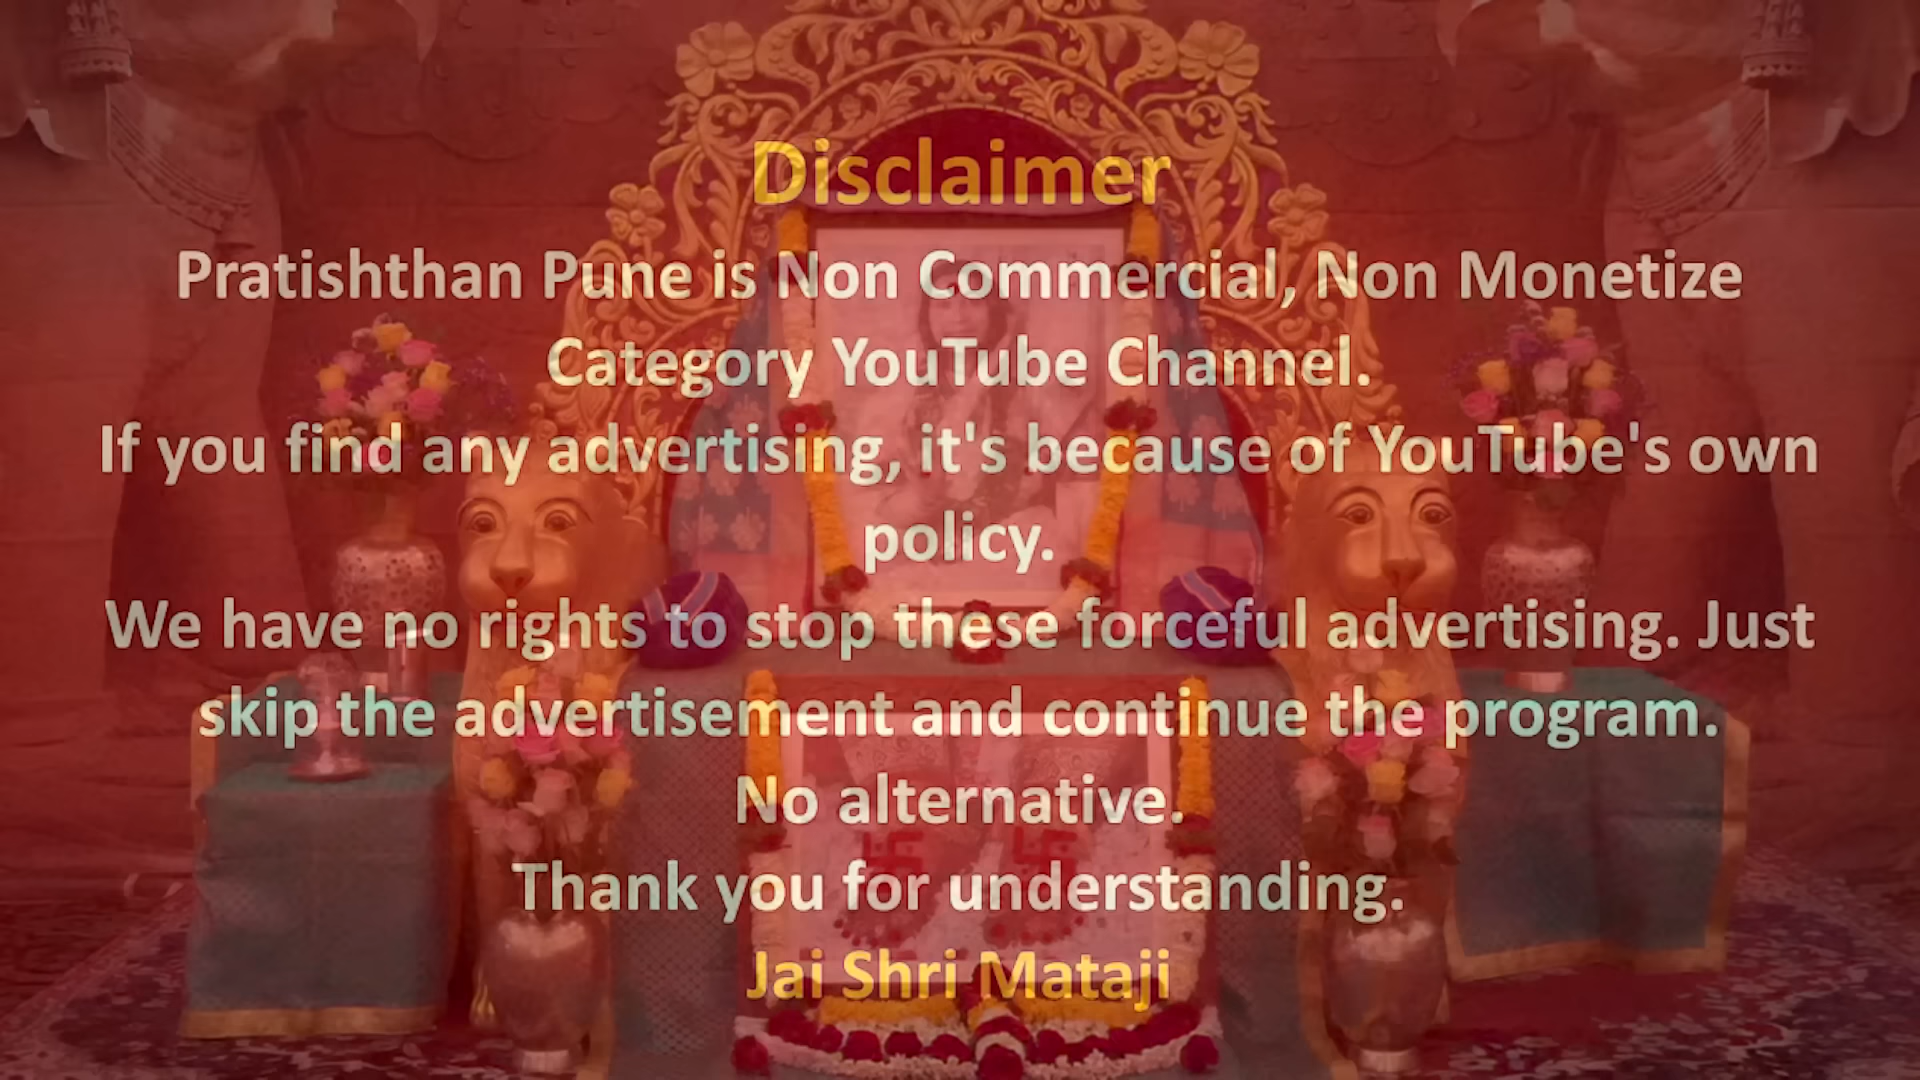 Disclaimer
Pratishthan Pune is Non Commercial, Non Monetize
Category YouTube Channel.
If you find any advertising, it's because of YouTube's own
policy.
We have no rights to stop these forceful advertising. Just
skip the advertisement and continue the program.
No alternative.
Thank you for understanding.
Jai Shri Mataji